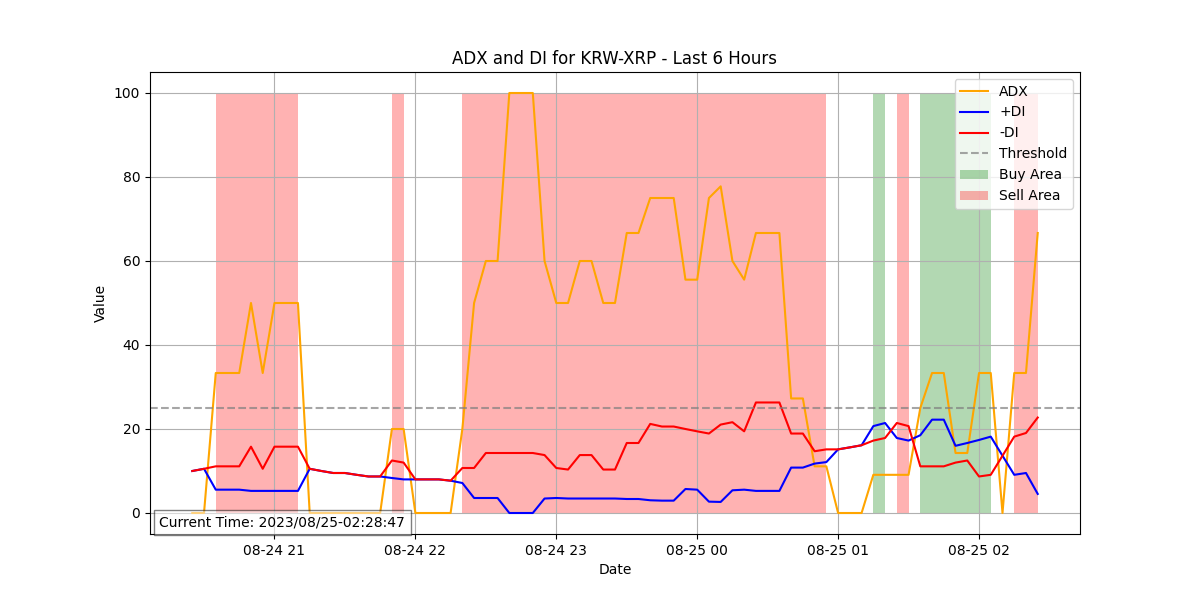 ADX and DI for KRW-XRP - Last 6 Hours
100
80
60
40
20
0
Value
ADX
+DI
-DI
Threshold
Buy Area
Sell Area
Current Time: 2023/08/25-02:28:47
08-24 21
08-24 22
08-24 23
08-25 00
08-25 01
08-25 02
Date